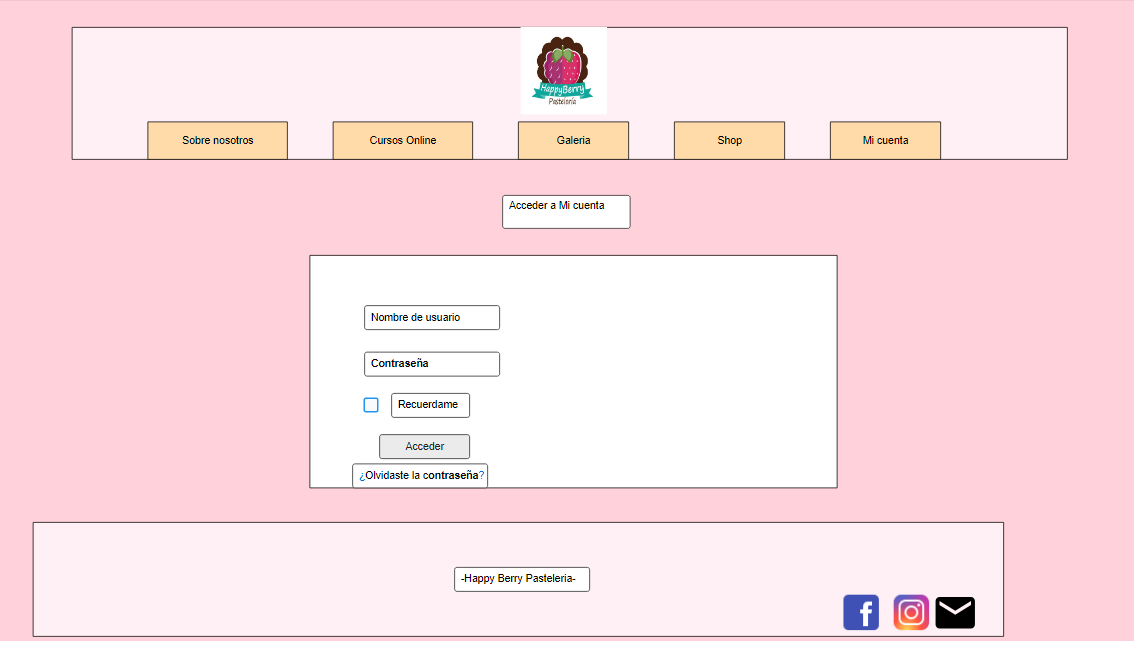 HappyBerry
Pastelería
Sobre nosotros
Cursos Online
Galeria
Shop
Mi cuenta
Acceder a Mi cuenta
Nombre de usuario
Contraseña
Recuerdame
Acceder
¿Olvidaste la contraseña?
-Happy Berry Pasteleria-